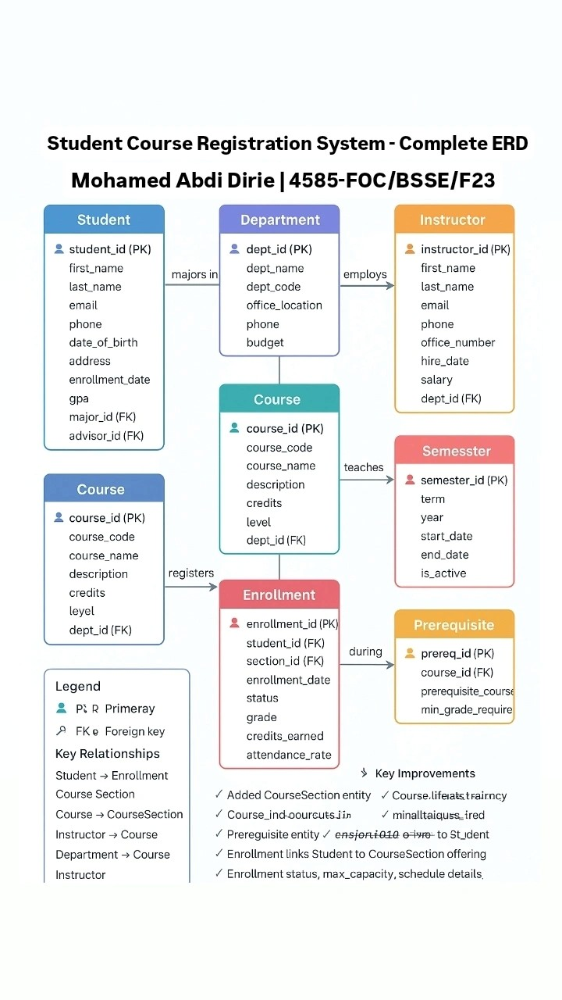 Student Course Registration System - Complete ERD
Mohamed Abdi Dirie | 4585-FOC/BSSE/F23
Student
student_id (PK)
first_name
last_name
email
phone
date_of_birth
address
enrollment_date
gpa
major_id (FK)
advisor_id (FK)
majors in
Department
dept_id (PK)
dept_name
dept_code
office_location
phone
budget
employs
Instructor
instructor_id (PK)
first_name
last_name
email
phone
office_number
hire_date
salary
dept_id (FK)
Course
course_id (PK)
course_code
course_name
description
credits
level
dept_id (FK)
teaches
Semesster
semester_id (PK)
term
year
start_date
end_date
is_active
Course
course_id (PK)
course_code
course_name
description
credits
leyel
dept_id (FK)
registers
Enrollment
enrollment_id (PK)
student_id (FK)
section_id (FK)
enrollment_date
status
grade
credits_earned
attendance_rate
during
Prerequisite
prereq_id (PK)
course_id (FK)
prerequisite_course
min_grade_require
Legend
Primeray
FK Foreign key
Key Relationships
Student → Enrollment
Course Section
Course → CourseSection
Instructor → Course
Department → Course
Instructor
Key Improvements
✓ Added CourseSection entity
✓
✓
✓
✓ Prerequisite entity ✓ to
✓ Enrollment links Student to CourseSection offering
✓ Enrollment status, max_capacity, schedule details